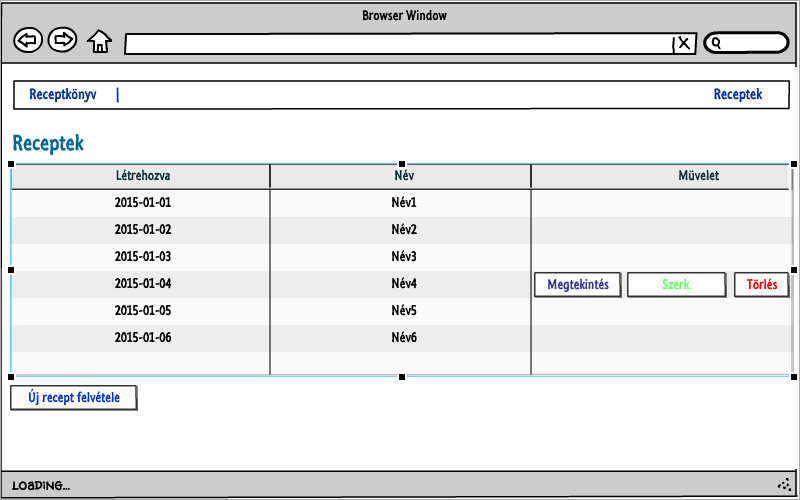 Browser Window
Receptkönyv | Receptek
Receptek
Létrehozva Név Müvelet
2015-01-01 Név1
2015-01-02 Név2
2015-01-03 Név3
2015-01-04 Név4 Megtekintés Szerk. Törlés
2015-01-05 Név5
2015-01-06 Név6
Új recept felvétele
LOADING...